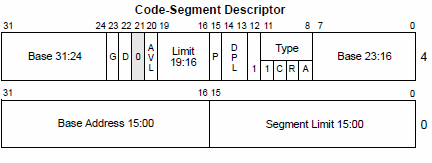 Code-Segment Descriptor
31 24 23 22 21 20 19 16 15 14 13 12 11 8 7 0
Base 31:24 G D 0 AVL Limit 19:16 P DPL 1 Type 1 C R A Base 23:16 4
31 16 15 0
Base Address 15:00 Segment Limit 15:00 0